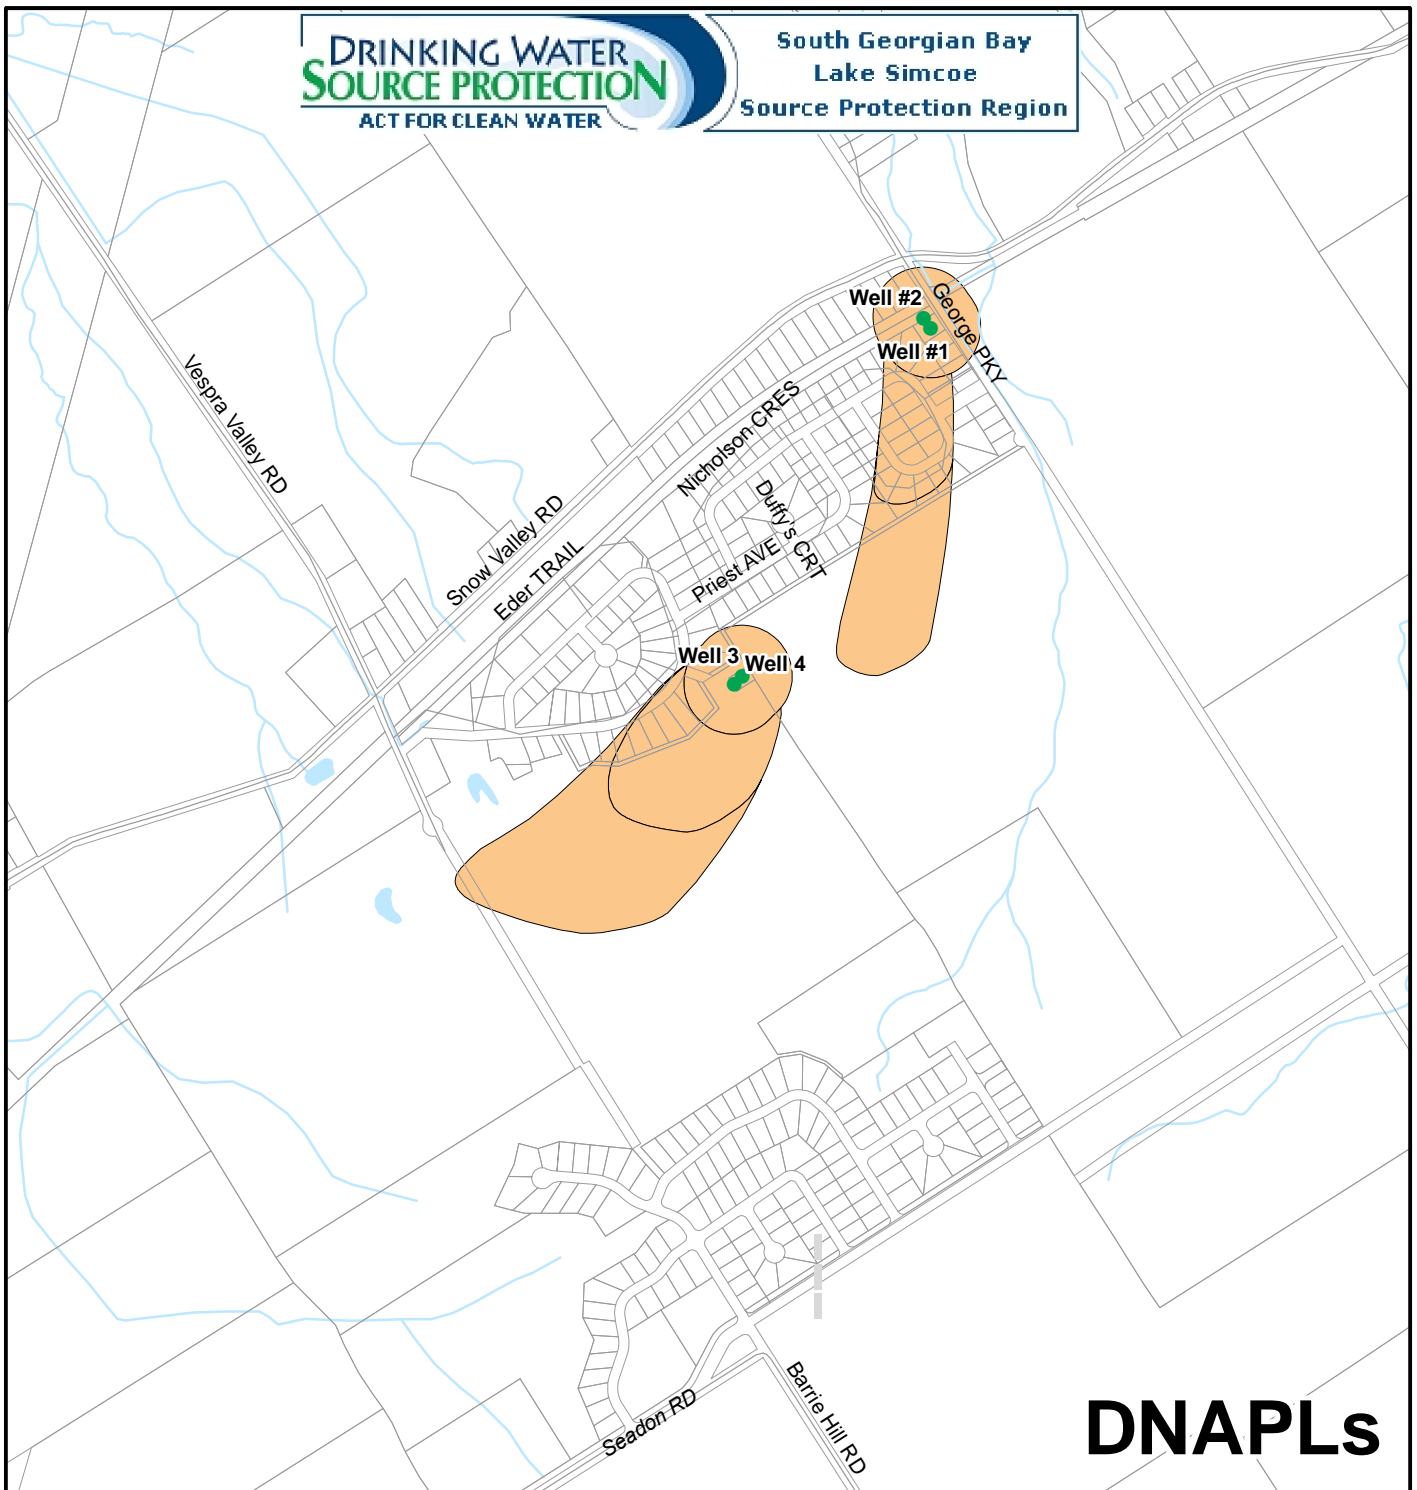 DRINKING WATER
SOURCE PROTECTION
ACT FOR CLEAN WATER
South Georgian Bay
Lake Simcoe
Source Protection Region
Well #2
George PKY
Well #1
Vespra Valley RD
Nicholson CRES
Duffy's CRT
Snow Valley RD
Eder TRAIL
Priest AVE
Well 3
Well 4
Seadon RD
Barrie Hill RD
DNAPLs